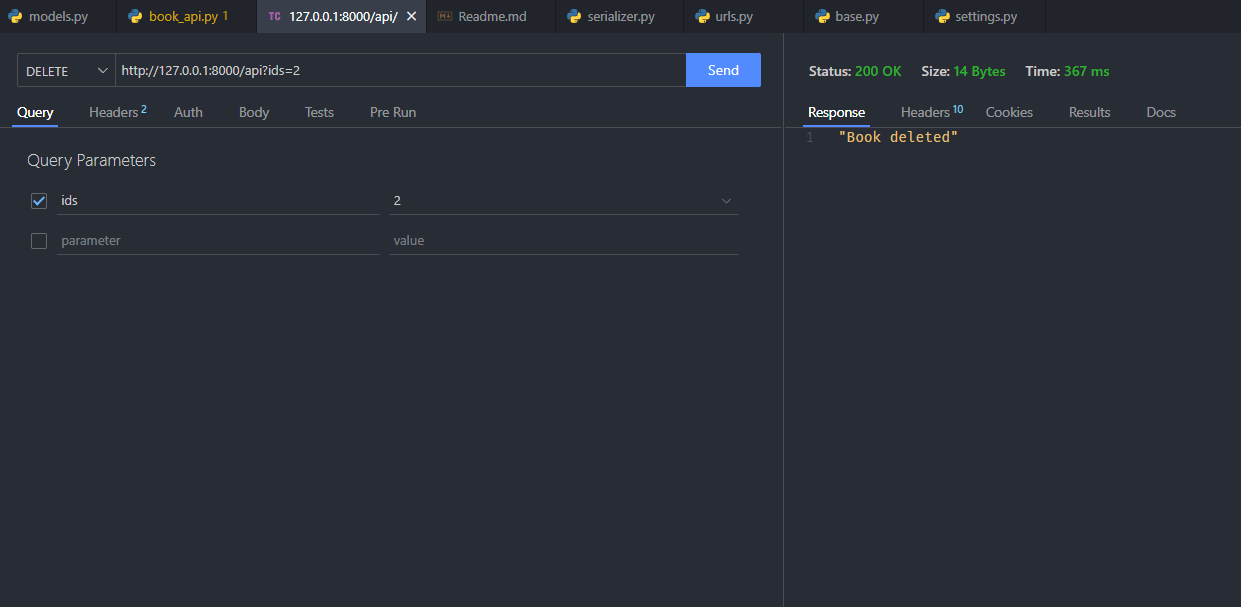 models.py book_api.py 1 TC 127.0.0.1:8000/api/ Readme.md serializer.py urls.py base.py settings.py
DELETE http://127.0.0.1:8000/api?ids=2 Send
Status: 200 OK Size: 14 Bytes Time: 367 ms
Query Headers 2 Auth Body Tests Pre Run
Response Headers 10 Cookies Results Docs
1 "Book deleted"
Query Parameters
ids 2
parameter value